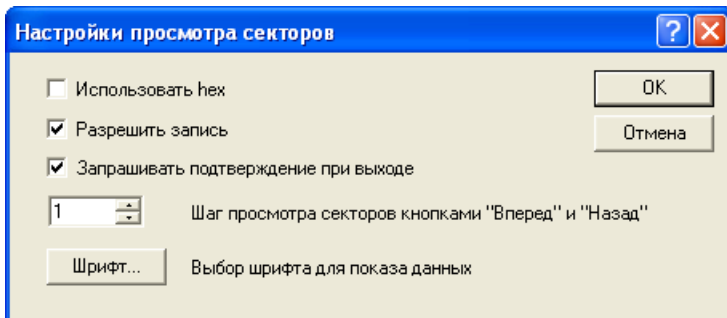 Настройки просмотра секторов
Использовать hex
OK
Разрешить запись
Отмена
Запрашивать подтверждение при выходе
1
Шаг просмотра секторов кнопками "Вперед" и "Назад"
Шрифт...
Выбор шрифта для показа данных